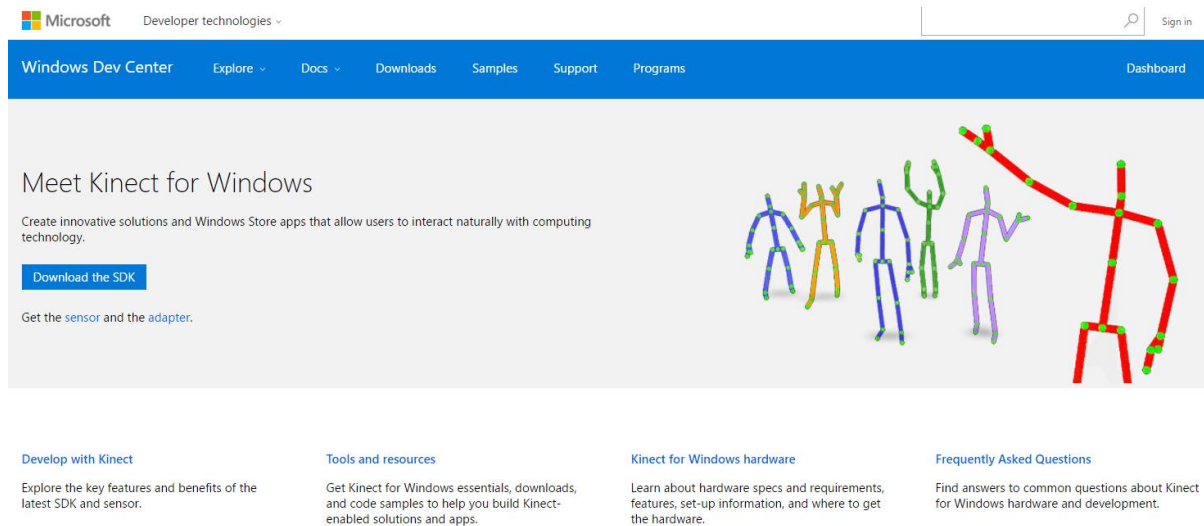 Microsoft
Developer technologies
Sign in
Windows Dev Center
Explore
Docs
Downloads
Samples
Support
Programs
Dashboard
Meet Kinect for Windows
Create innovative solutions and Windows Store apps that allow users to interact naturally with computing
technology.
Download the SDK
Get the sensor and the adapter.
Develop with Kinect
Explore the key features and benefits of the
latest SDK and sensor.
Tools and resources
Get Kinect for Windows essentials, downloads,
and code samples to help you build Kinect-
enabled solutions and apps.
Kinect for Windows hardware
Learn about hardware specs and requirements,
features, set-up information, and where to get
the hardware.
Frequently Asked Questions
Find answers to common questions about Kinect
for Windows hardware and development.